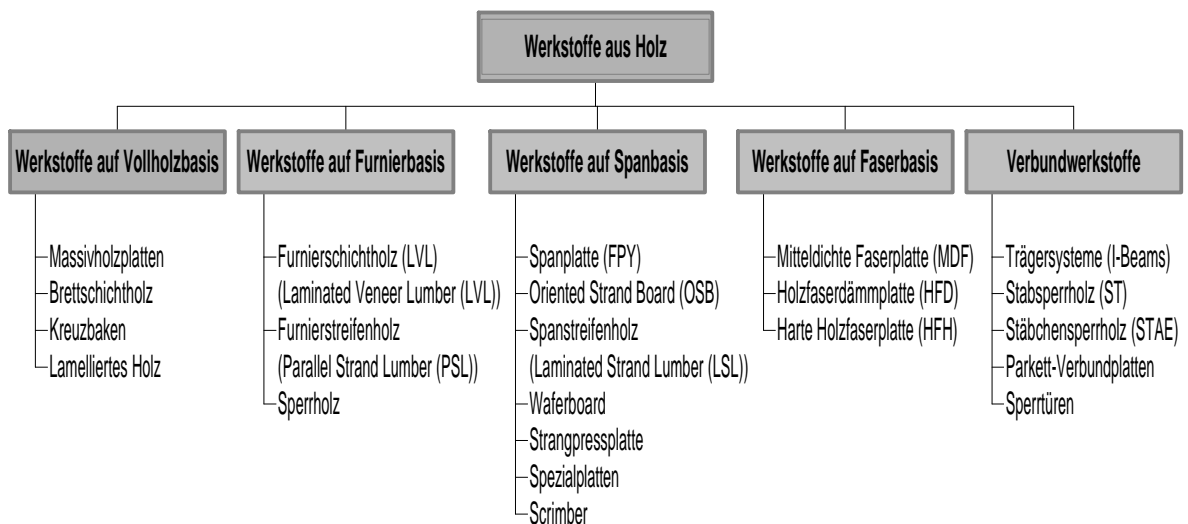 Werkstoffe aus Holz
Werkstoffe auf Vollholzbasis
Massivholzplatten
Brettschichtholz
Kreuzbaken
Lamelliertes Holz
Werkstoffe auf Furnierbasis
Furnierschichtholz (LVL)
(Laminated Veneer Lumber (LVL)
Furnierstreifenholz
(Parallel Strand Lumber (PSL))
Sperrholz
Werkstoffe auf Spanbasis
Spanplatte (FPY)
Oriented Strand Board (OSB)
Spanstreifenholz
(Laminated Strand Lumber (LSL))
Waferboard
Strangpressplatte
Spezialplatten
Scrimber
Werkstoffe auf Faserbasis
Mitteldichte Faserplatte (MDF)
Holzfaserdämmplatte (HFD)
Harte Holzfaserplatte (HFH)
Verbundwerkstoffe
Trägersysteme (I-Beams)
Stabsperrholz (ST)
Stäbchensperrholz (STAE)
Parkett-Verbundplatten
Sperrtüren